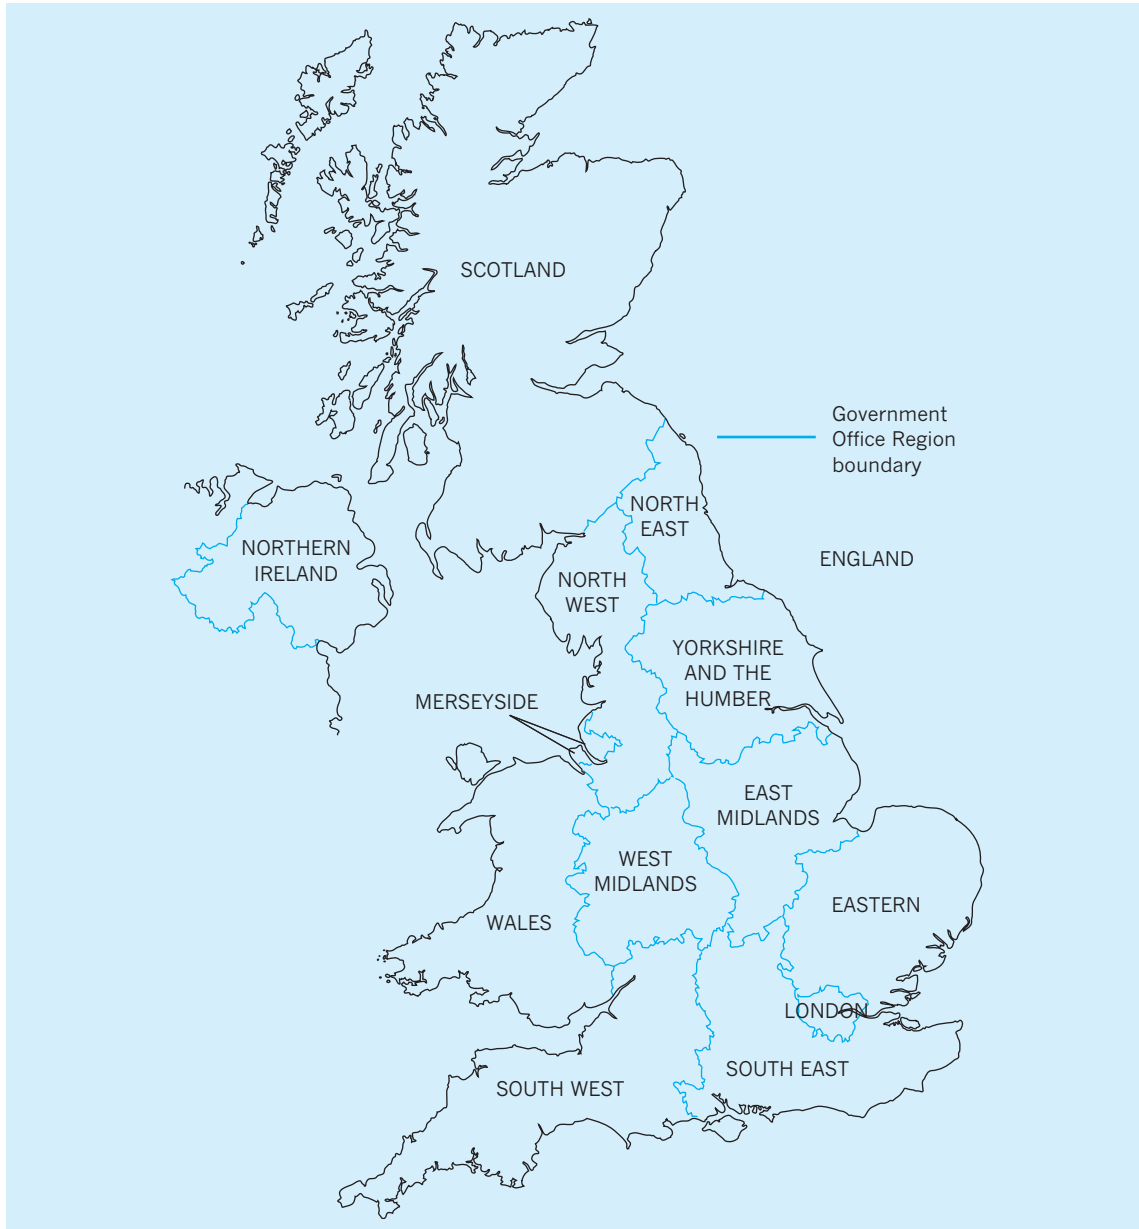 SCOTLAND
Government
Office Region
boundary
NORTH
EAST
NORTHERN
IRELAND
ENGLAND
NORTH
WEST
YORKSHIRE
AND THE
HUMBER
MERSEYSIDE
EAST
MIDLANDS
WEST
MIDLANDS
EASTERN
WALES
LONDON
SOUTH EAST
SOUTH WEST